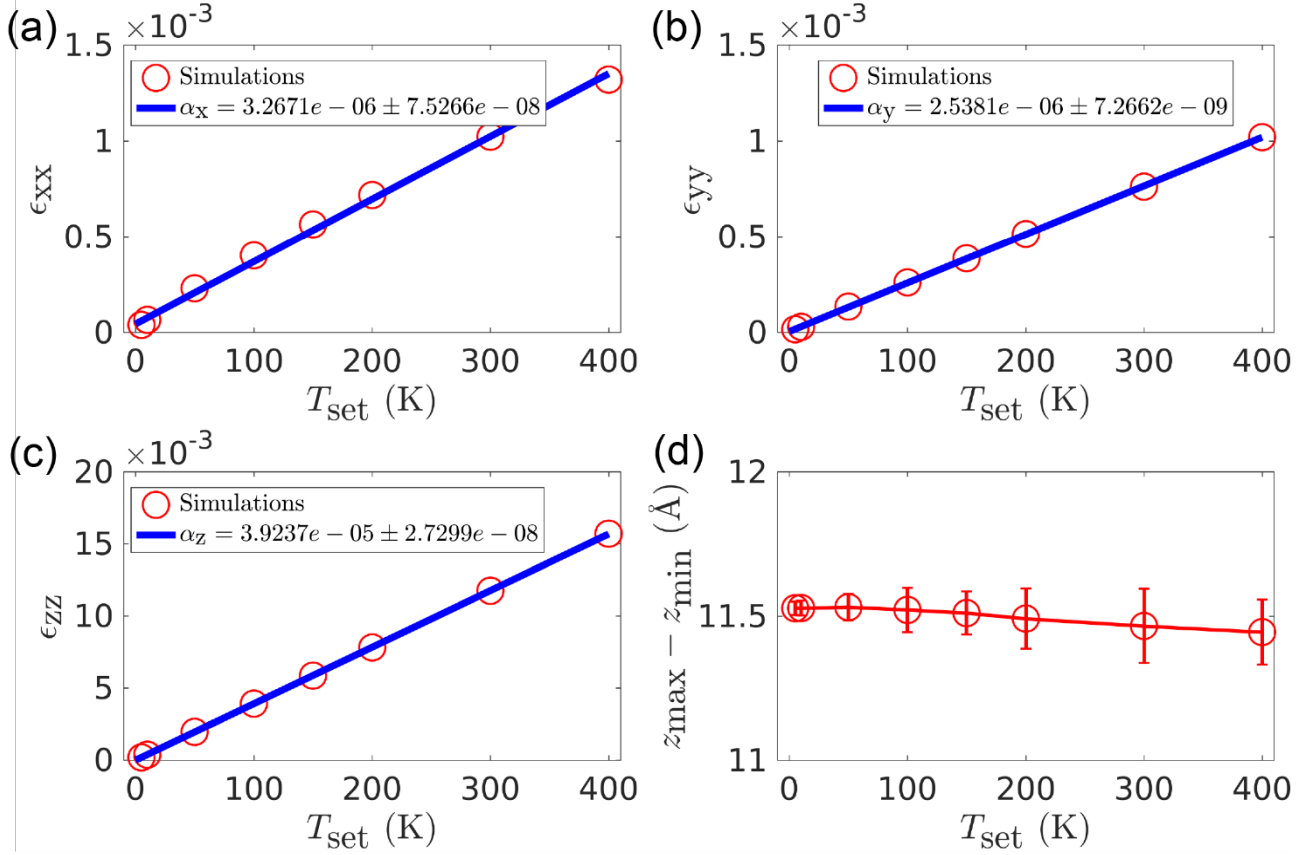 (a)
×10⁻³
1.5
1
0.5
0
ϵxx
Simulations
αx = 3.2671e − 06 ± 7.5266e − 08
0 100 200 300 400
Tset (K)
(b)
×10⁻³
1.5
1
0.5
0
ϵyy
Simulations
αy = 2.5381e − 06 ± 7.2662e − 09
0 100 200 300 400
Tset (K)
(c)
×10⁻³
20
15
10
5
0
ϵzz
Simulations
αz = 3.9237e − 05 ± 2.7299e − 08
0 100 200 300 400
Tset (K)
(d)
12
11.5
11
zmax − zmin (Å)
0 100 200 300 400
Tset (K)